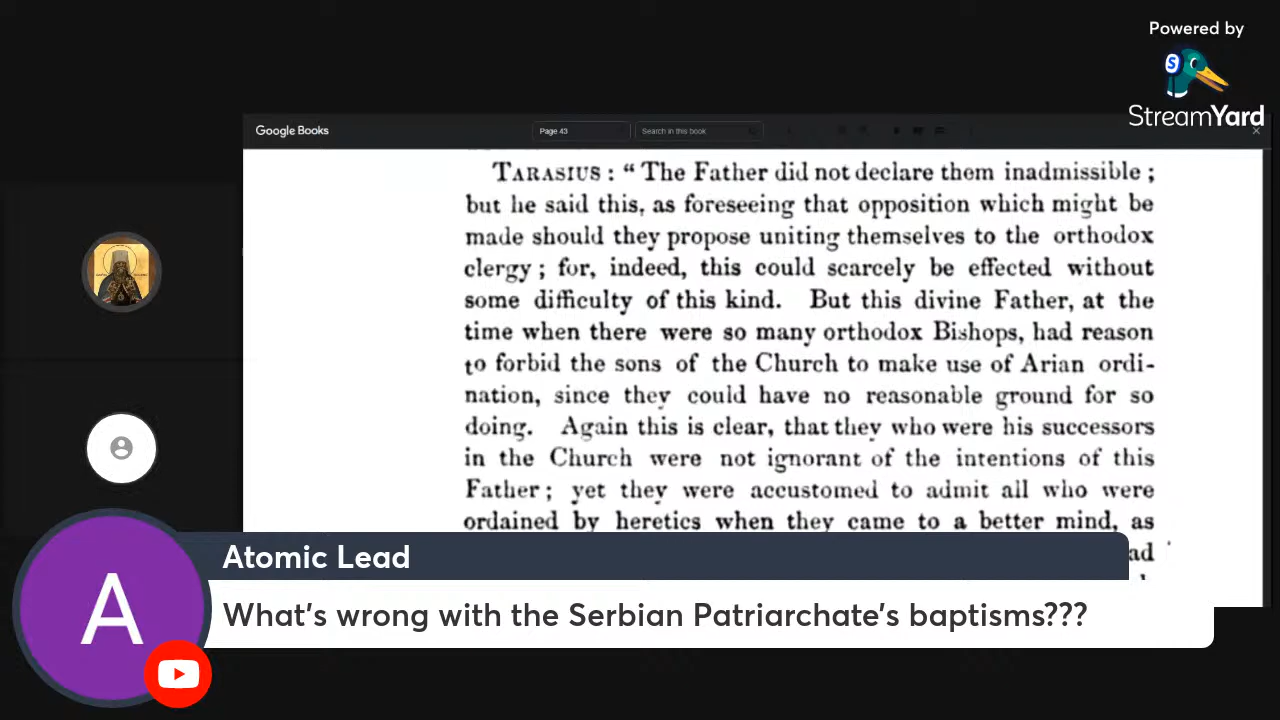 Powered by
StreamYard
Google Books
Page 43
Search in this book
TARASIUS : “ The Father did not declare them inadmissible ;
but he said this, as foreseeing that opposition which might be
made should they propose uniting themselves to the orthodox
clergy ; for, indeed, this could scarcely be effected without
some difficulty of this kind. But this divine Father, at the
time when there were so many orthodox Bishops, had reason
to forbid the sons of the Church to make use of Arian ordi-
nation, since they could have no reasonable ground for so
doing. Again this is clear, that they who were his successors
in the Church were not ignorant of the intentions of this
Father ; yet they were accustomed to admit all who were
ordained by heretics when they came to a better mind, as
ad
A
Atomic Lead
What's wrong with the Serbian Patriarchate's baptisms???